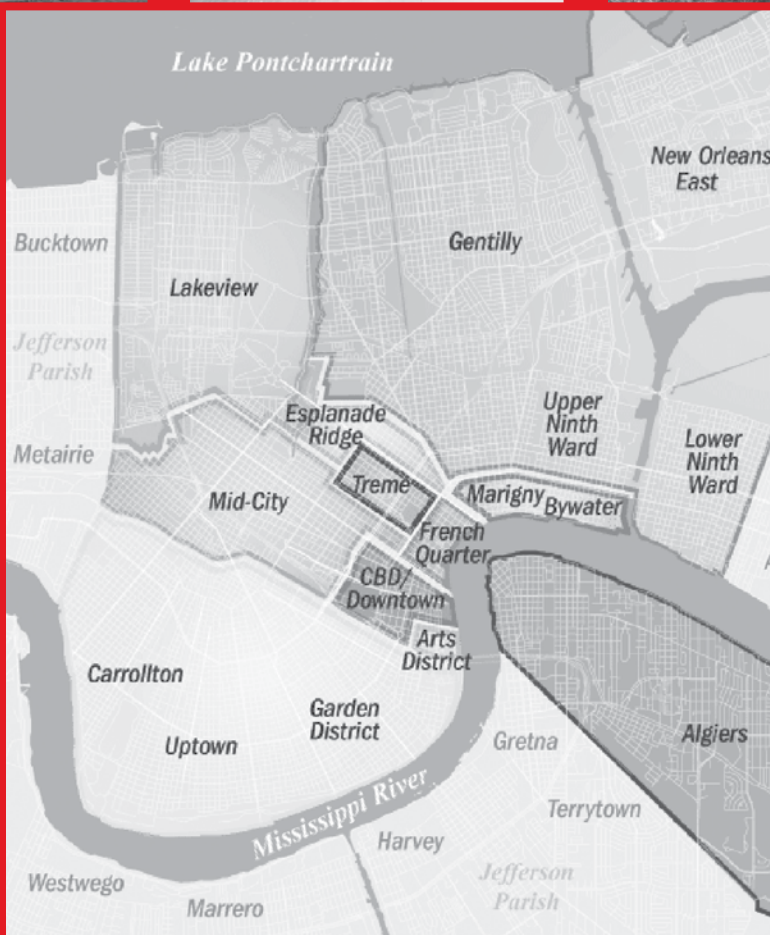 Lake Pontchartrain
New Orleans
East
Bucktown
Gentilly
Lakeview
Jefferson
Parish
Esplanade
Ridge
Upper
Ninth
Ward
Lower
Ninth
Ward
Metairie
Mid-City
Treme
Marigny
Bywater
French
Quarter
CBD/
Downtown
Arts
District
Carrollton
Garden
District
Uptown
Gretna
Algiers
Mississippi River
Terrytown
Harvey
Jefferson
Parish
Westwego
Marrero